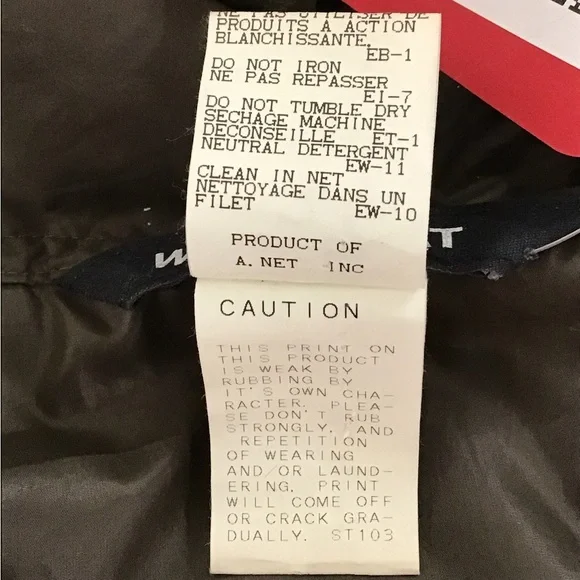 NE PAS UTILISER DE
PRODUITS A ACTION
BLANCHISSANTE.
EB-1
DO NOT IRON
NE PAS REPASSER
EI-7
DO NOT TUMBLE DRY
SECHAGE MACHINE
DECONSEILLE ET-1
NEUTRAL DETERGENT
EW-11
CLEAN IN NET
NETTOYAGE DANS UN
FILET EW-10
PRODUCT OF
A. NET INC
CAUTION
THIS PRINT ON
THIS PRODUCT
IS WEAK BY
RUBBING BY
IT'S OWN CHA-
RACTER. PLEA-
SE DON'T RUB
STRONGLY. AND
REPETITION
OF WEARING
AND/OR LAUND-
ERING, PRINT
WILL COME OFF
OR CRACK GRA-
DUALLY. ST103